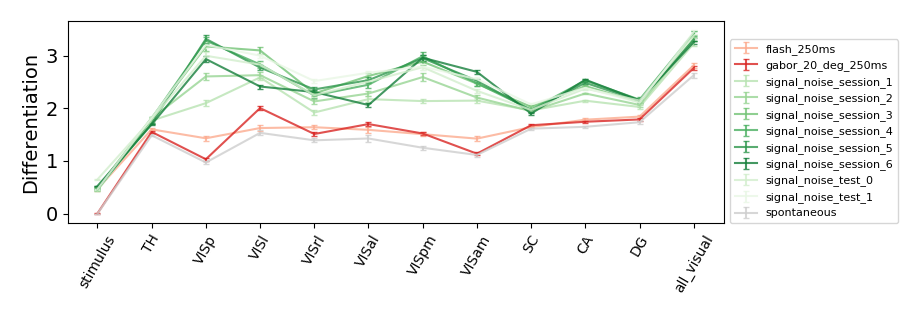 Differentiation
3
2
1
0
stimulus
TH
VISp
VISl
VISrl
VISal
VISpm
VISam
SC
CA
DG
all_visual
flash_250ms
gabor_20_deg_250ms
signal_noise_session_1
signal_noise_session_2
signal_noise_session_3
signal_noise_session_4
signal_noise_session_5
signal_noise_session_6
signal_noise_test_0
signal_noise_test_1
spontaneous